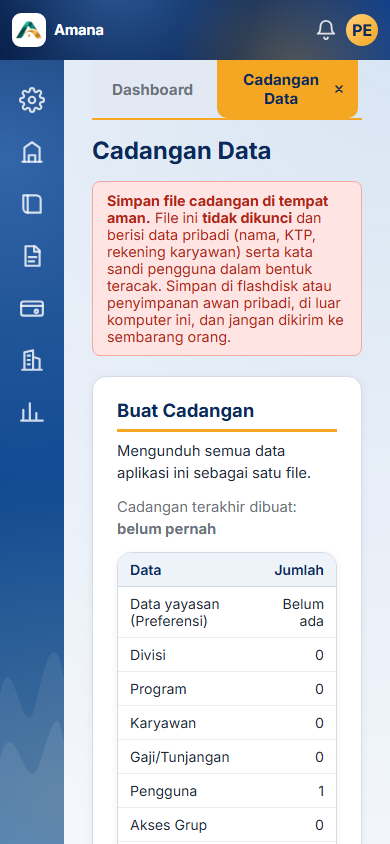 Amana
PE
Dashboard
Cadangan
Data
×
Cadangan Data
Simpan file cadangan di tempat
aman. File ini tidak dikunci dan
berisi data pribadi (nama, KTP,
rekening karyawan) serta kata
sandi pengguna dalam bentuk
teracak. Simpan di flashdisk atau
penyimpanan awan pribadi, di luar
komputer ini, dan jangan dikirim ke
sembarang orang.
Buat Cadangan
Mengunduh semua data
aplikasi ini sebagai satu file.
Cadangan terakhir dibuat:
belum pernah
Data Jumlah
Data yayasan Belum
(Preferensi) ada
Divisi 0
Program 0
Karyawan 0
Gaji/Tunjangan 0
Pengguna 1
Akses Grup 0